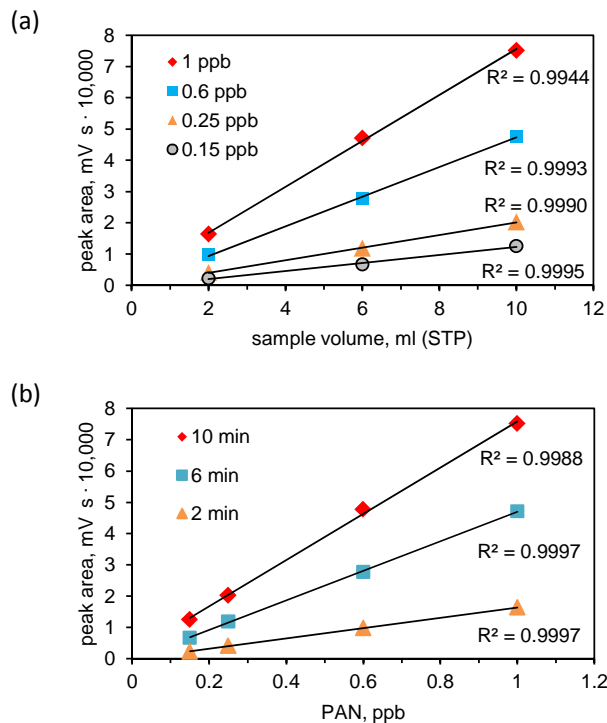 (a)
8
7
6
5
4
3
2
1
0
peak area, mV s · 10,000
1 ppb
0.6 ppb
0.25 ppb
0.15 ppb
R² = 0.9944
R² = 0.9993
R² = 0.9990
R² = 0.9995
0 2 4 6 8 10 12
sample volume, ml (STP)
(b)
8
7
6
5
4
3
2
1
0
peak area, mV s · 10,000
10 min
6 min
2 min
R² = 0.9988
R² = 0.9997
R² = 0.9997
0 0.2 0.4 0.6 0.8 1 1.2
PAN, ppb